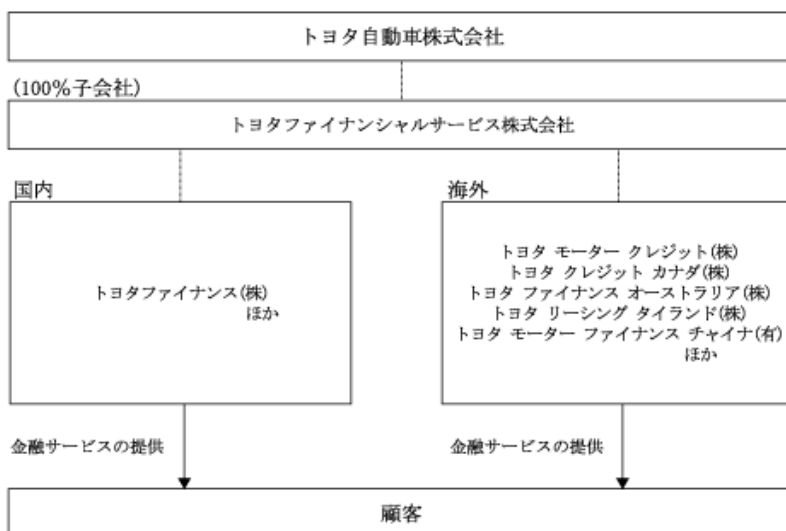 トヨタ自動車株式会社
(100%子会社)
トヨタファイナンシャルサービス株式会社
国内
トヨタファイナンス(株)
ほか
海外
トヨタ モーター クレジット(株)
トヨタ クレジット カナダ(株)
トヨタ ファイナンス オーストラリア(株)
トヨタ リーシング タイランド(株)
トヨタ モーター ファイナンス チャイナ(有)
ほか
金融サービスの提供
金融サービスの提供
顧客